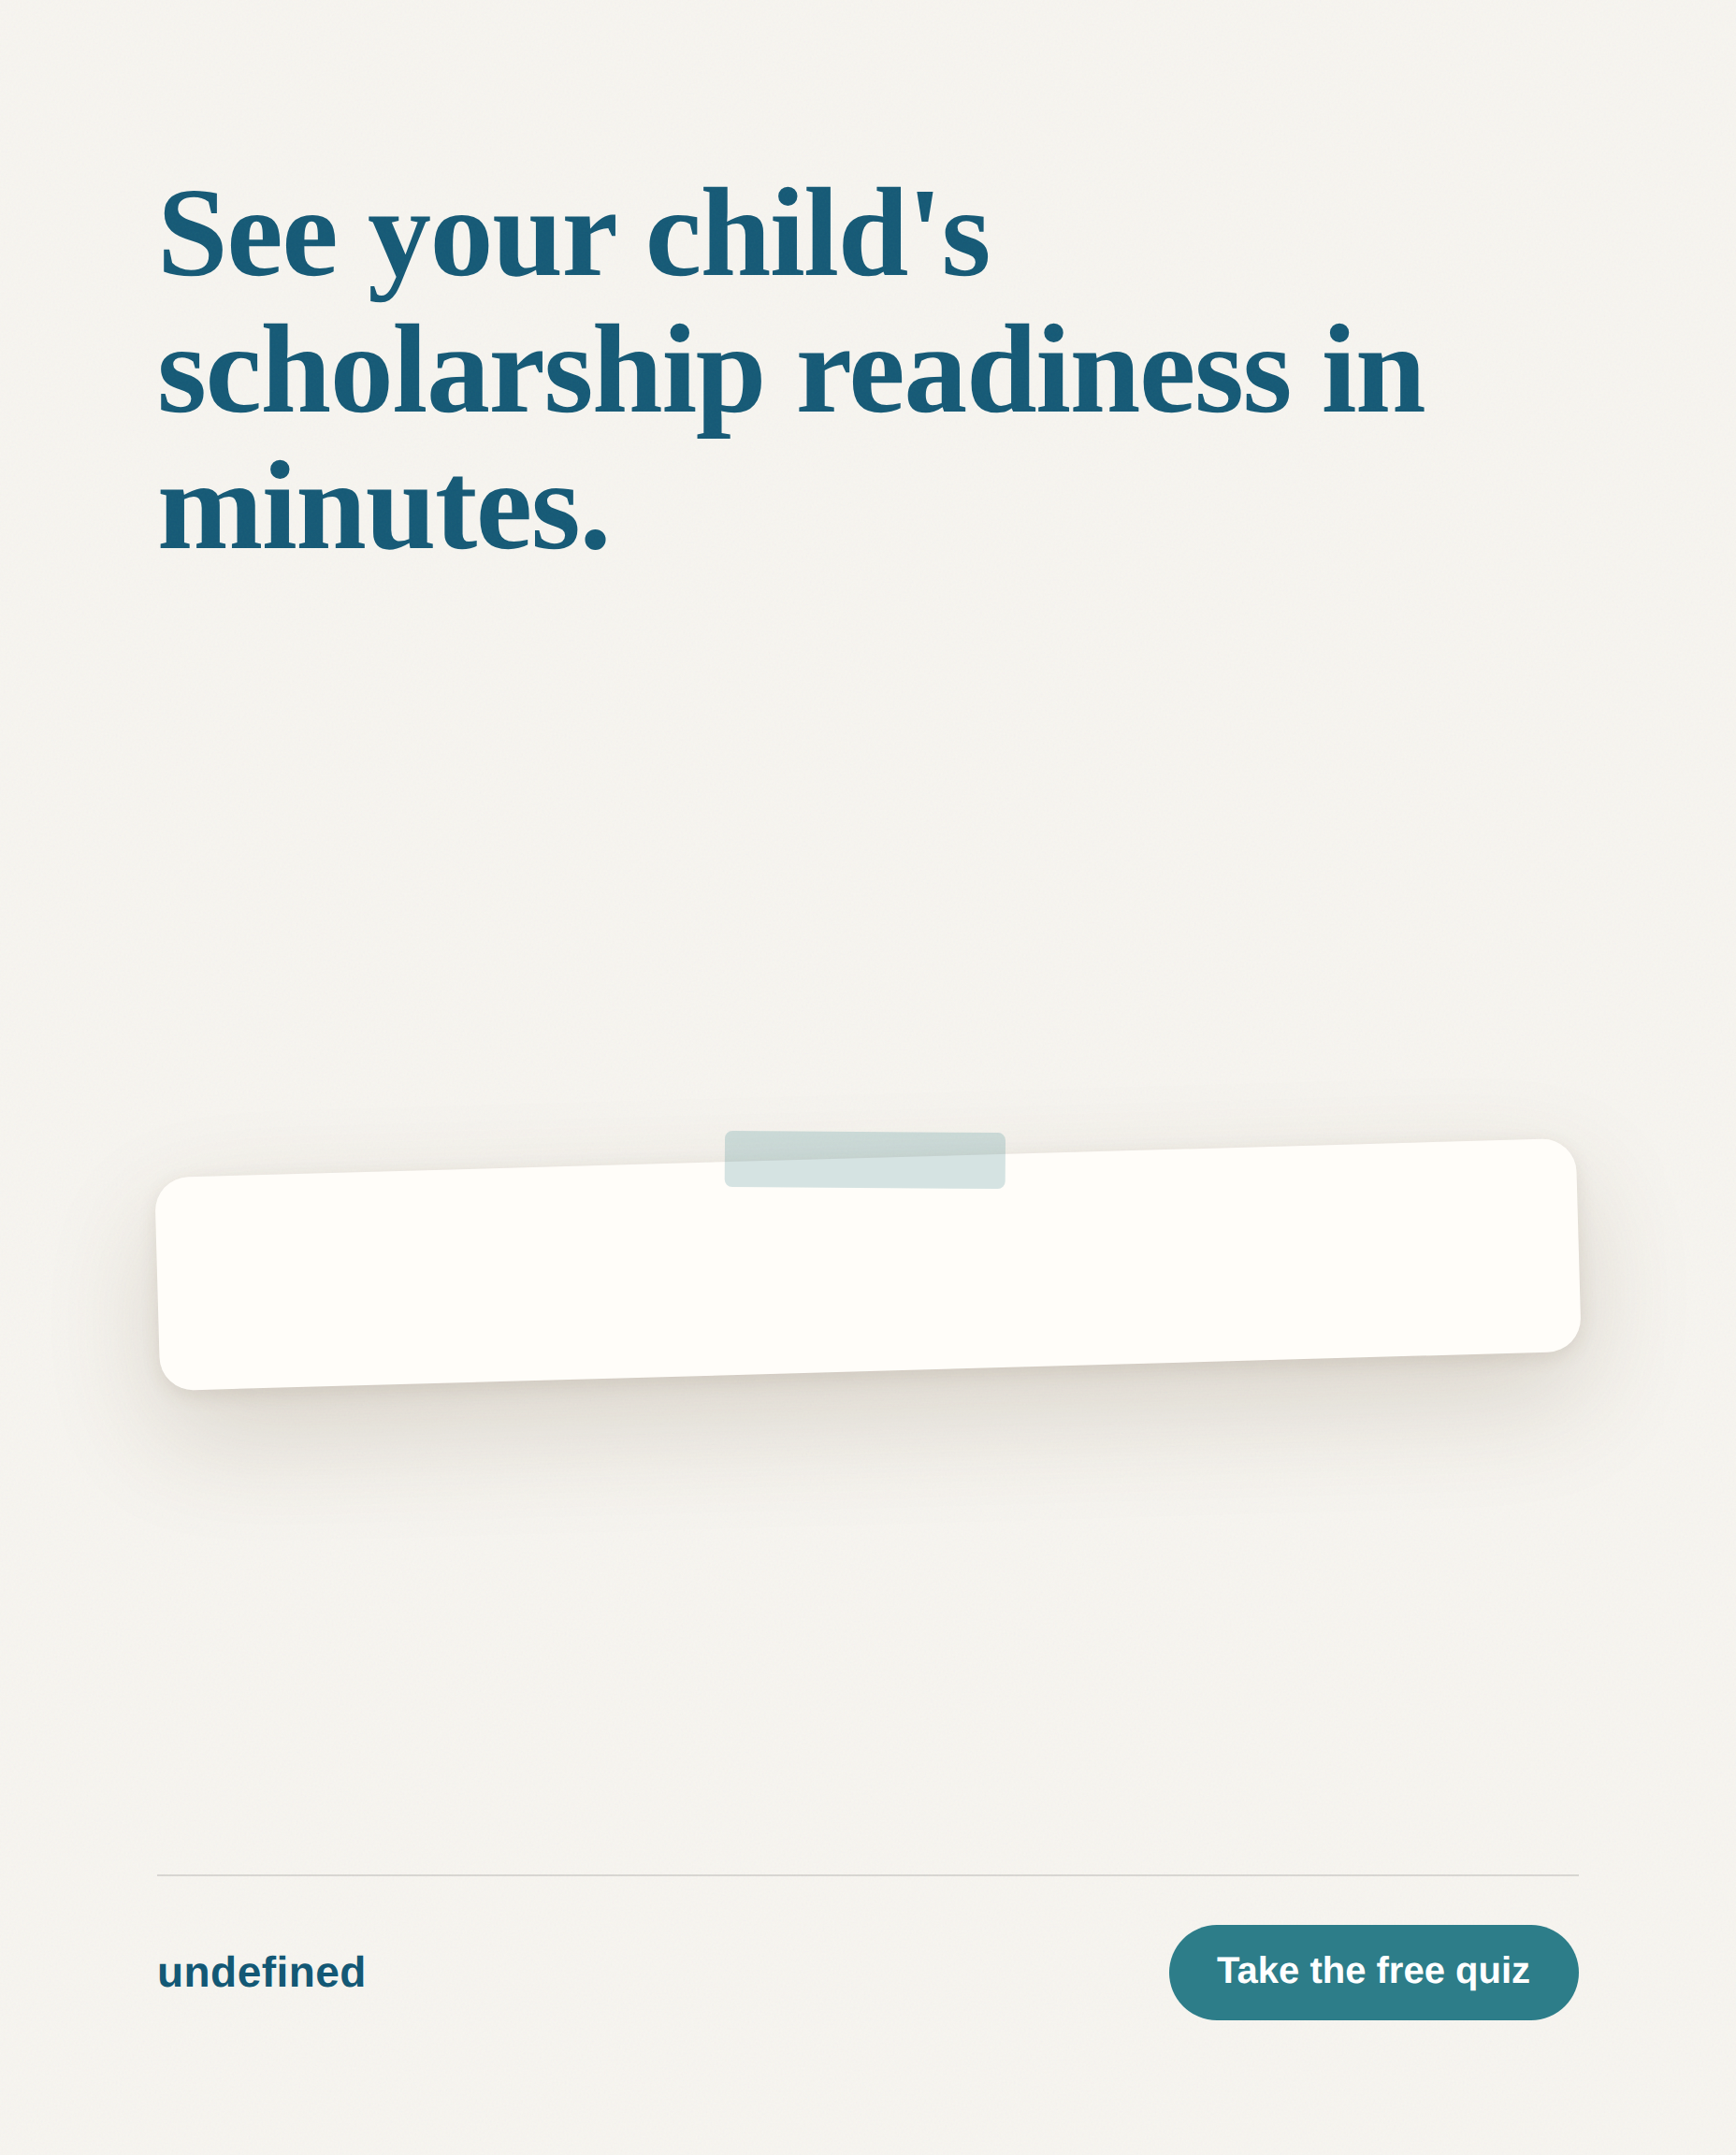 See your child's
scholarship readiness in
minutes.
undefined
Take the free quiz